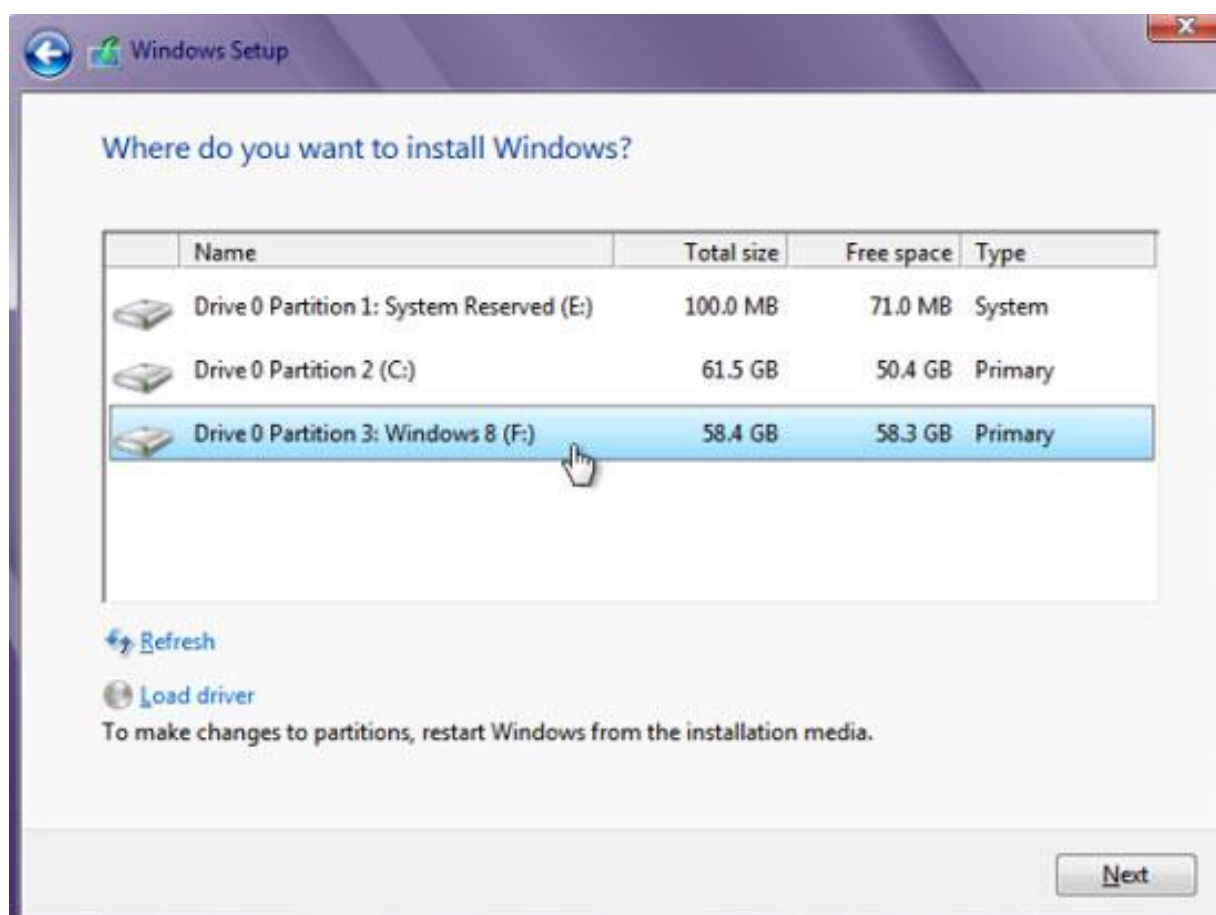 Windows Setup
Where do you want to install Windows?
Name Total size Free space Type
Drive 0 Partition 1: System Reserved (E:) 100.0 MB 71.0 MB System
Drive 0 Partition 2 (C:) 61.5 GB 50.4 GB Primary
Drive 0 Partition 3: Windows 8 (F:) 58.4 GB 58.3 GB Primary
Refresh
Load driver
To make changes to partitions, restart Windows from the installation media.
Next